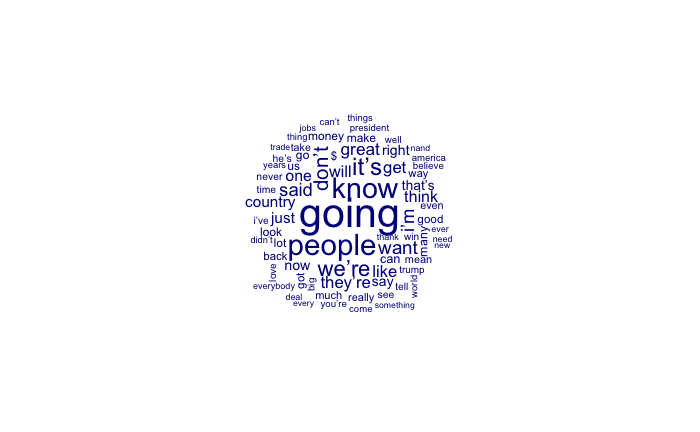 can't things
jobs president
thing money make well
trade take don't $ great right nand
he's go it's america
years us will get believe
never one know way
time said that's
country think
going even
i've just i'm good
look ever
didn't lot people thank win many need
want new
back can mean
now we're like trump
love got big they're say tell world
everybody
deal much really see
every you're something
come